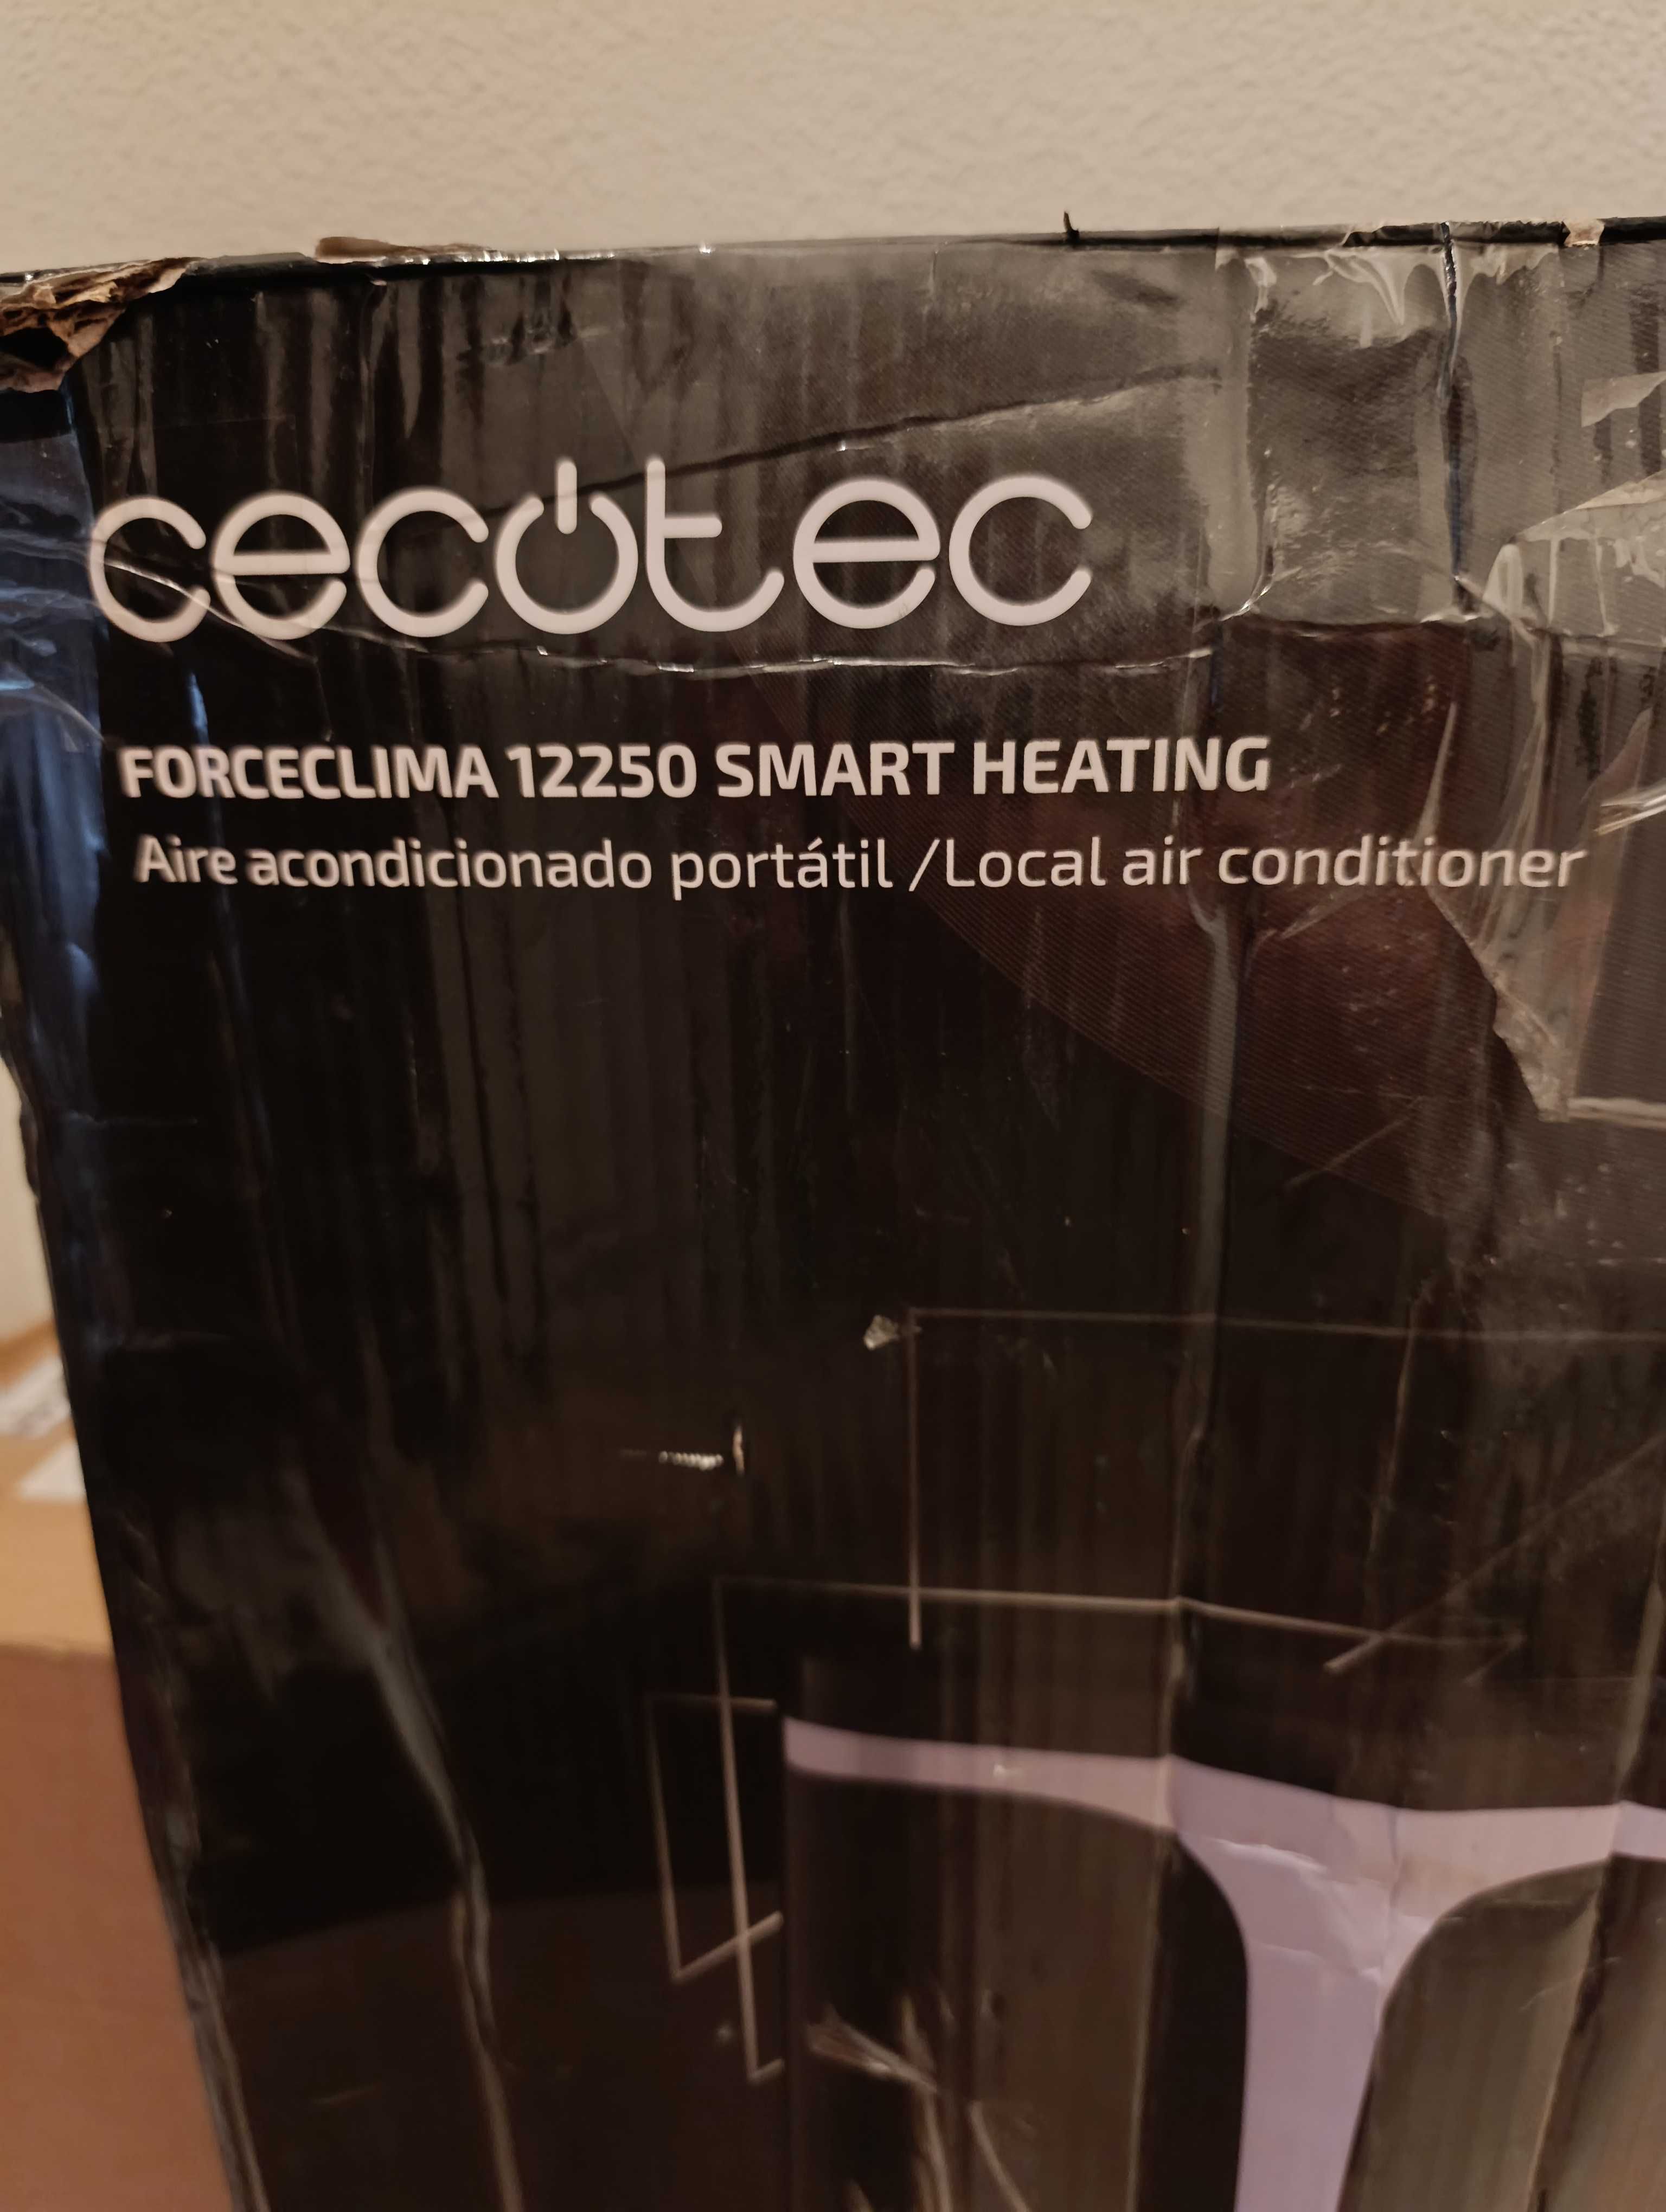 cecotec
FORCECLIMA 12250 SMART HEATING
Aire acondicionado portátil /Local air conditioner